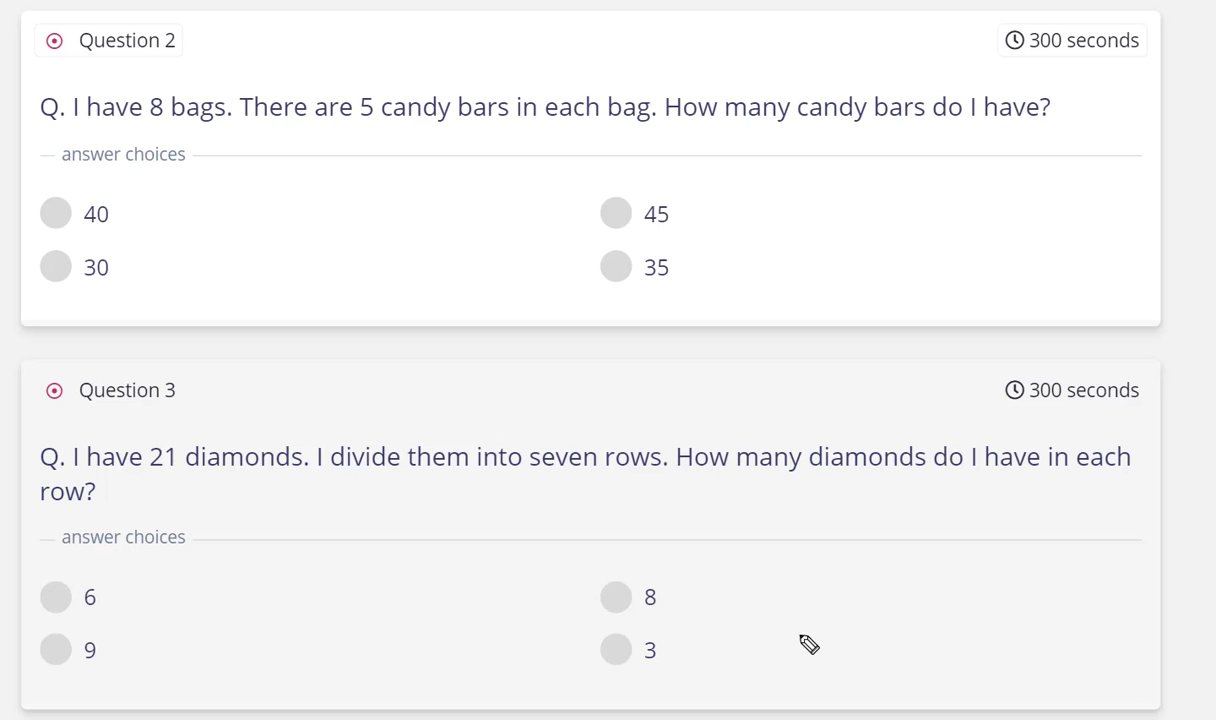 Question 2
300 seconds
Q. I have 8 bags. There are 5 candy bars in each bag. How many candy bars do I have?
answer choices
40
45
30
35
Question 3
300 seconds
Q. I have 21 diamonds. I divide them into seven rows. How many diamonds do I have in each
row?
answer choices
6
8
9
3